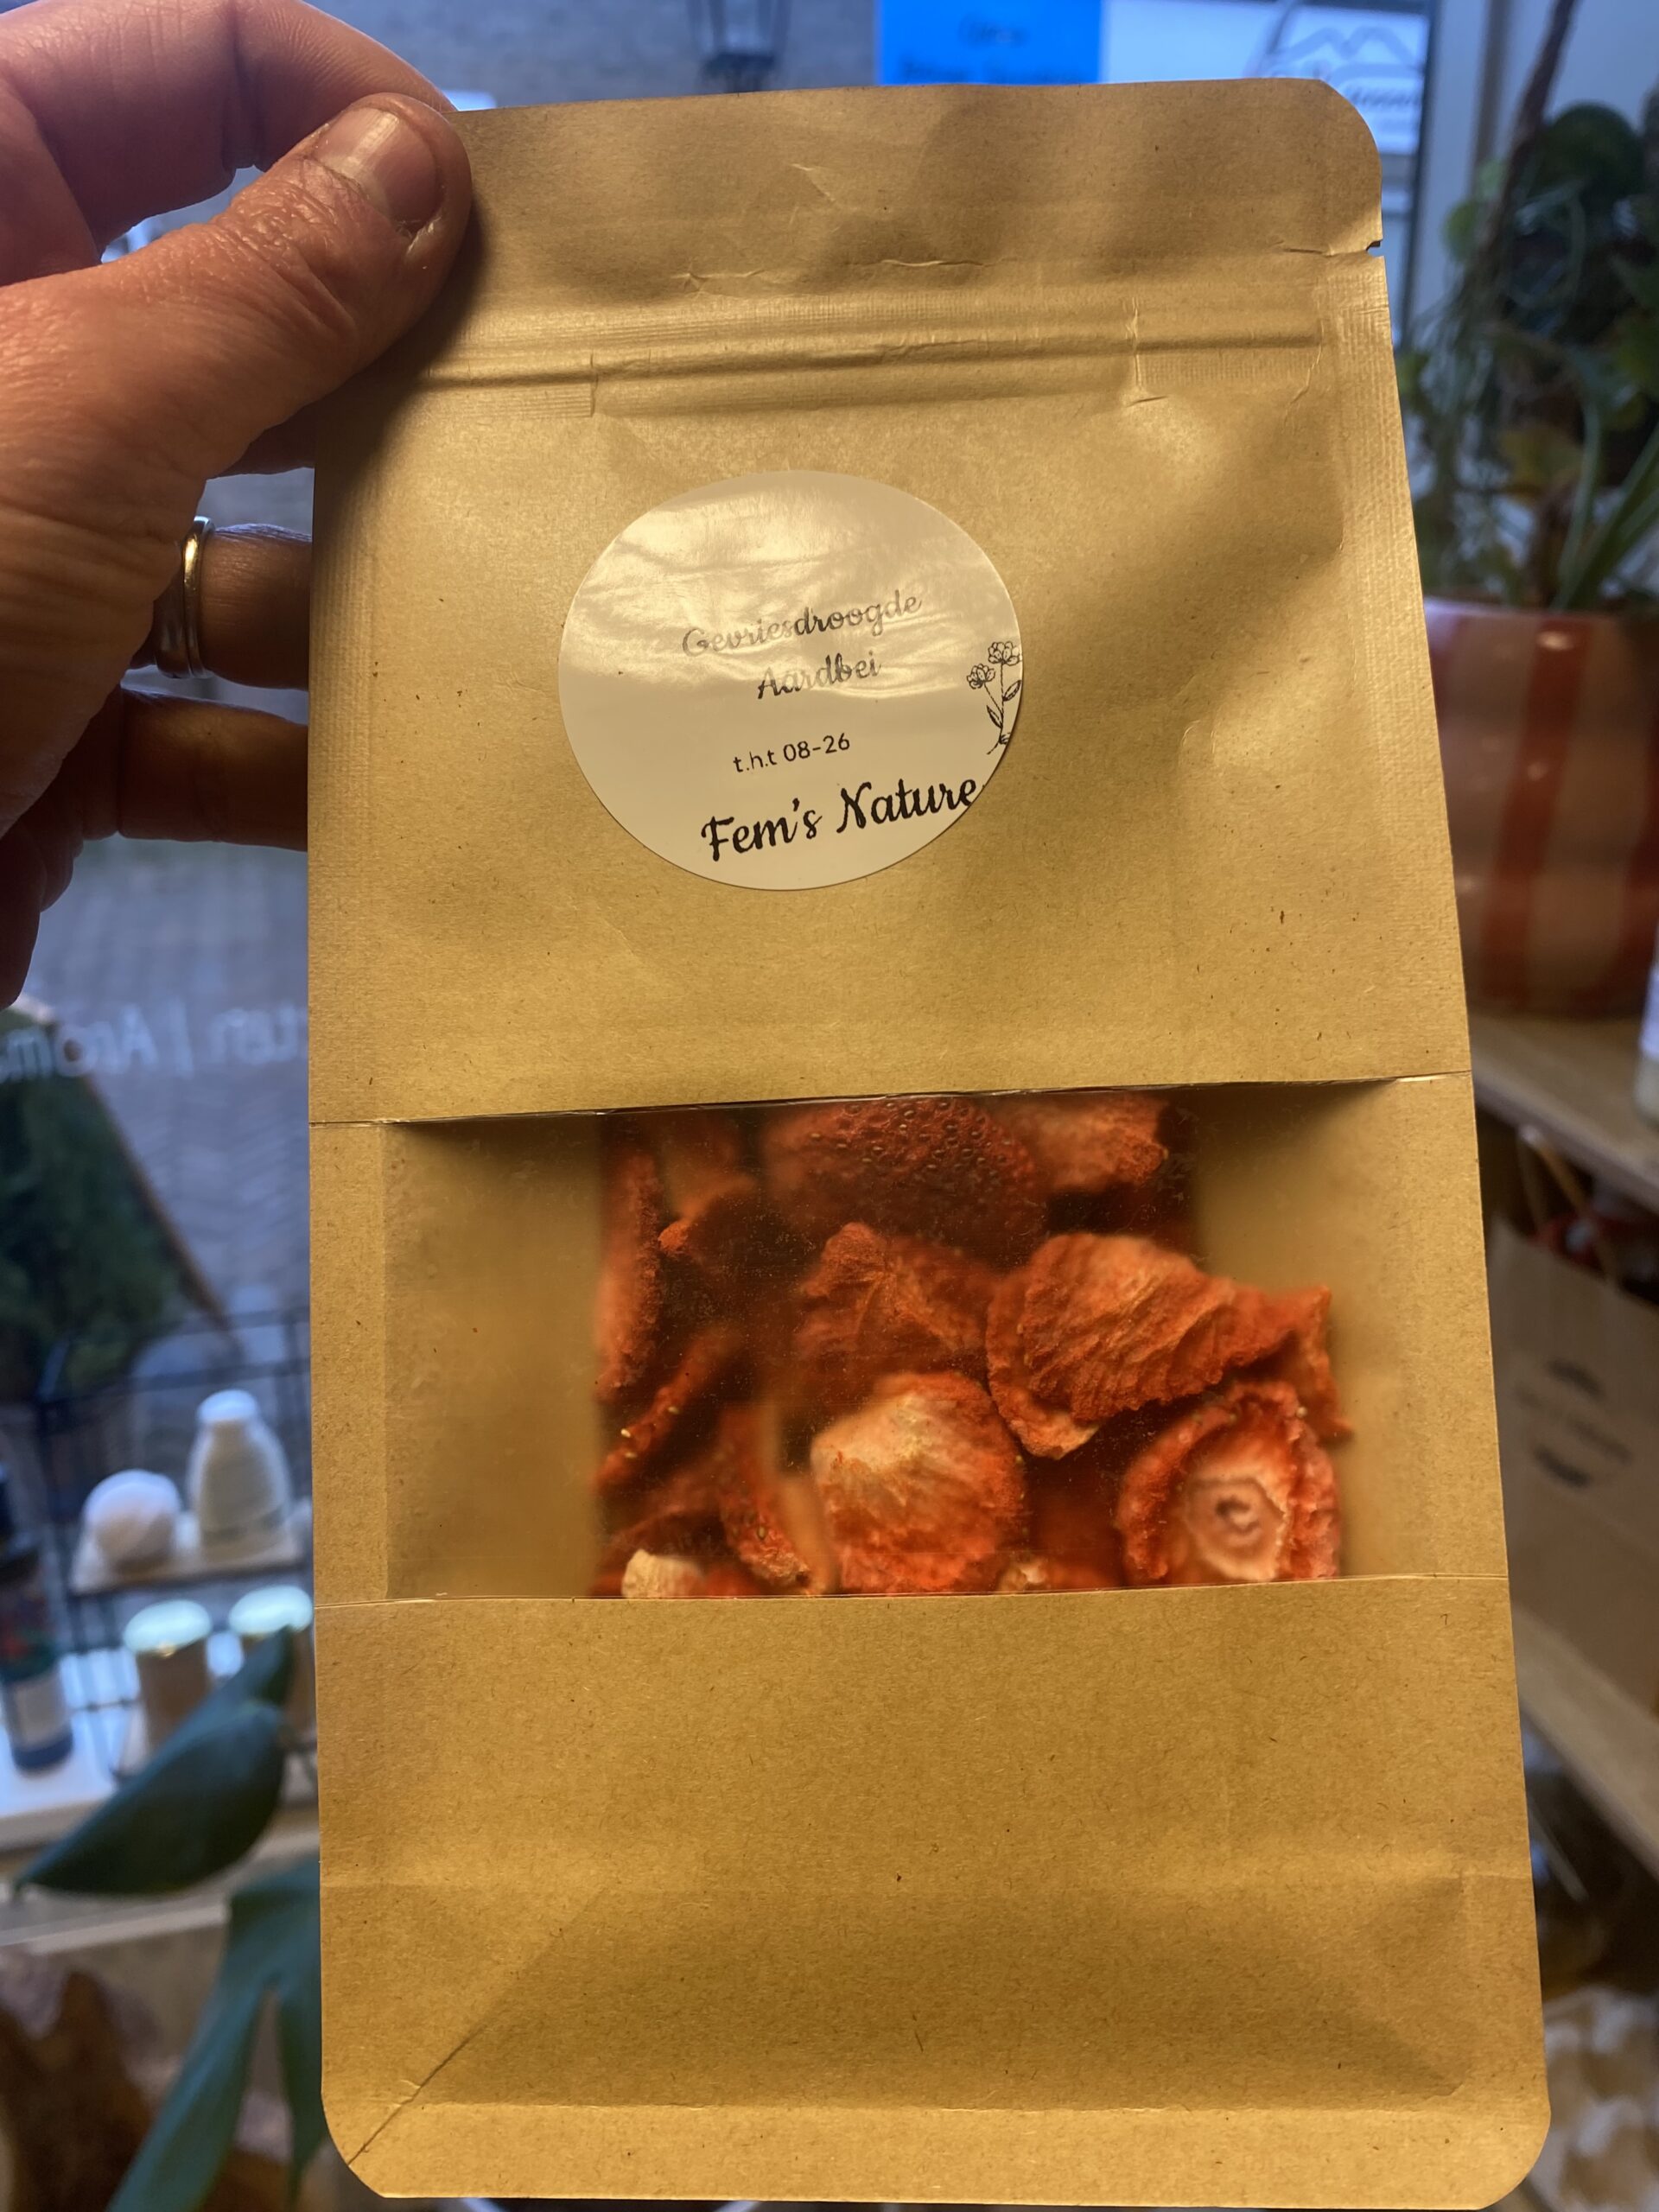 Gevriesdroogde
Aardbei
t.h.t 08-26
Fem's Nature